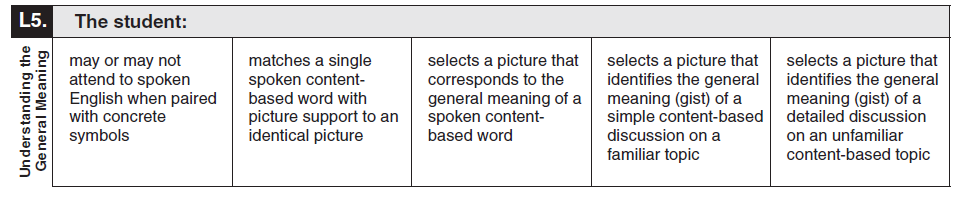 L5. The student:
Understanding the
General Meaning
may or may not
attend to spoken
English when paired
with concrete
symbols
matches a single
spoken content-
based word with
picture support to an
identical picture
selects a picture that
corresponds to the
general meaning of a
spoken content-
based word
selects a picture that
identifies the general
meaning (gist) of a
simple content-based
discussion on a
familiar topic
selects a picture that
identifies the general
meaning (gist) of a
detailed discussion
on an unfamiliar
content-based topic